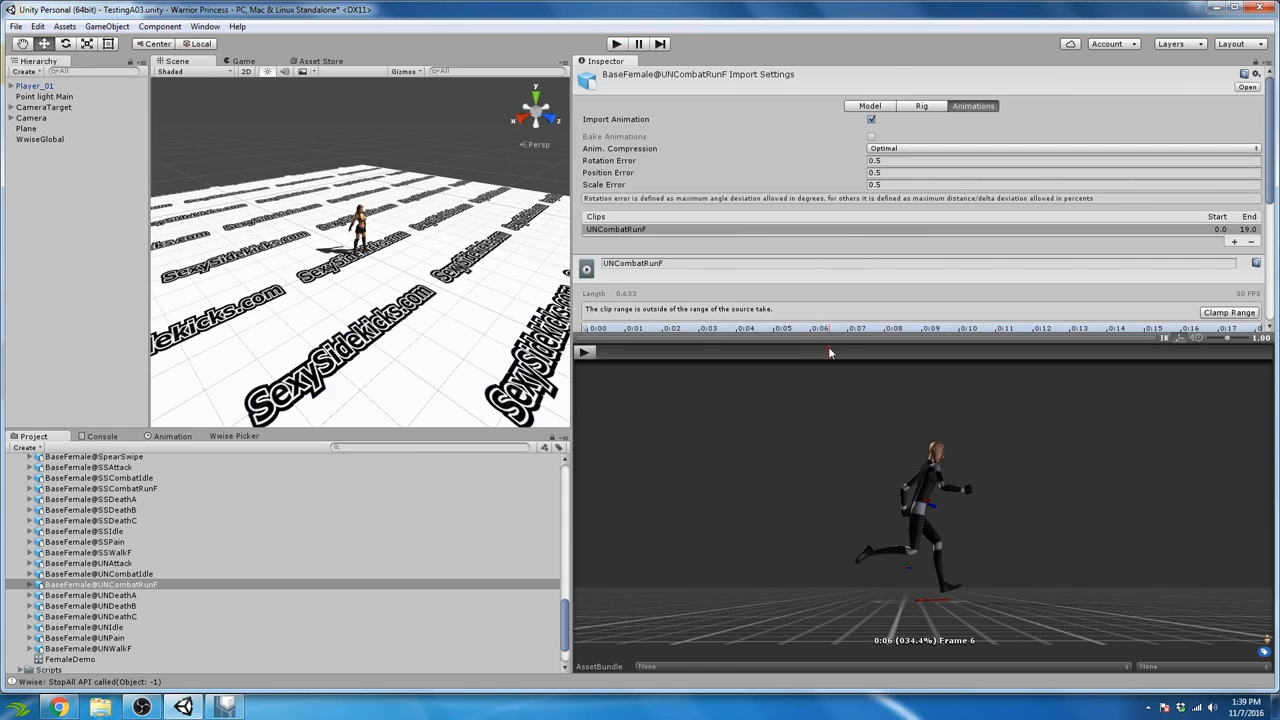 Unity Personal (64bit) - TestingA03.unity - Warrior Princess - PC, Mac & Linux Standalone* <DX11>
File Edit Assets GameObject Component Window Help
Center Local Account Layers Layout
Hierarchy
Create All
Player_01
Point light Main
CameraTarget
Camera
Plane
WwiseGlobal
Scene Game Asset Store
Shaded 2D Gizmos All
y
x z
Persp
SexySidekicks.com
SexySidekicks.com
SexySidekicks.com
Sidekicks.com
SexySidekicks.com
Inspector
BaseFemale@UNCombatRunF Import Settings
Open
Model Rig Animations
Import Animation
Bake Animations
Anim. Compression Optimal
Rotation Error 0.5
Position Error 0.5
Scale Error 0.5
Rotation error is defined as maximum angle deviation allowed in degrees, for others it is defined as maximum distance/delta deviation allowed in percents
Clips Start End
UNCombatRunF 0.0 19.0
+ −
UNCombatRunF
Length 0.633 30 FPS
The clip range is outside of the range of the source take. Clamp Range
0:00 0:01 0:02 0:03 0:04 0:05 0:06 0:07 0:08 0:09 0:10 0:11 0:12 0:13 0:14 0:15 0:16 0:17
IK 1.00
0:06 (034.4%) Frame 6
AssetBundle None None
Project Console Animation Wwise Picker
Create
BaseFemale@SpearSwipe
BaseFemale@SSAttack
BaseFemale@SSCombatIdle
BaseFemale@SSCombatRunF
BaseFemale@SSDeathA
BaseFemale@SSDeathB
BaseFemale@SSDeathC
BaseFemale@SSIdle
BaseFemale@SSPain
BaseFemale@SSWalkF
BaseFemale@UNAttack
BaseFemale@UNCombatIdle
BaseFemale@UNCombatRunF
BaseFemale@UNDeathA
BaseFemale@UNDeathB
BaseFemale@UNDeathC
BaseFemale@UNIdle
BaseFemale@UNPain
BaseFemale@UNWalkF
FemaleDemo
Scripts
Wwise: StopAll API called(Object: -1)
1:39 PM
11/7/2016